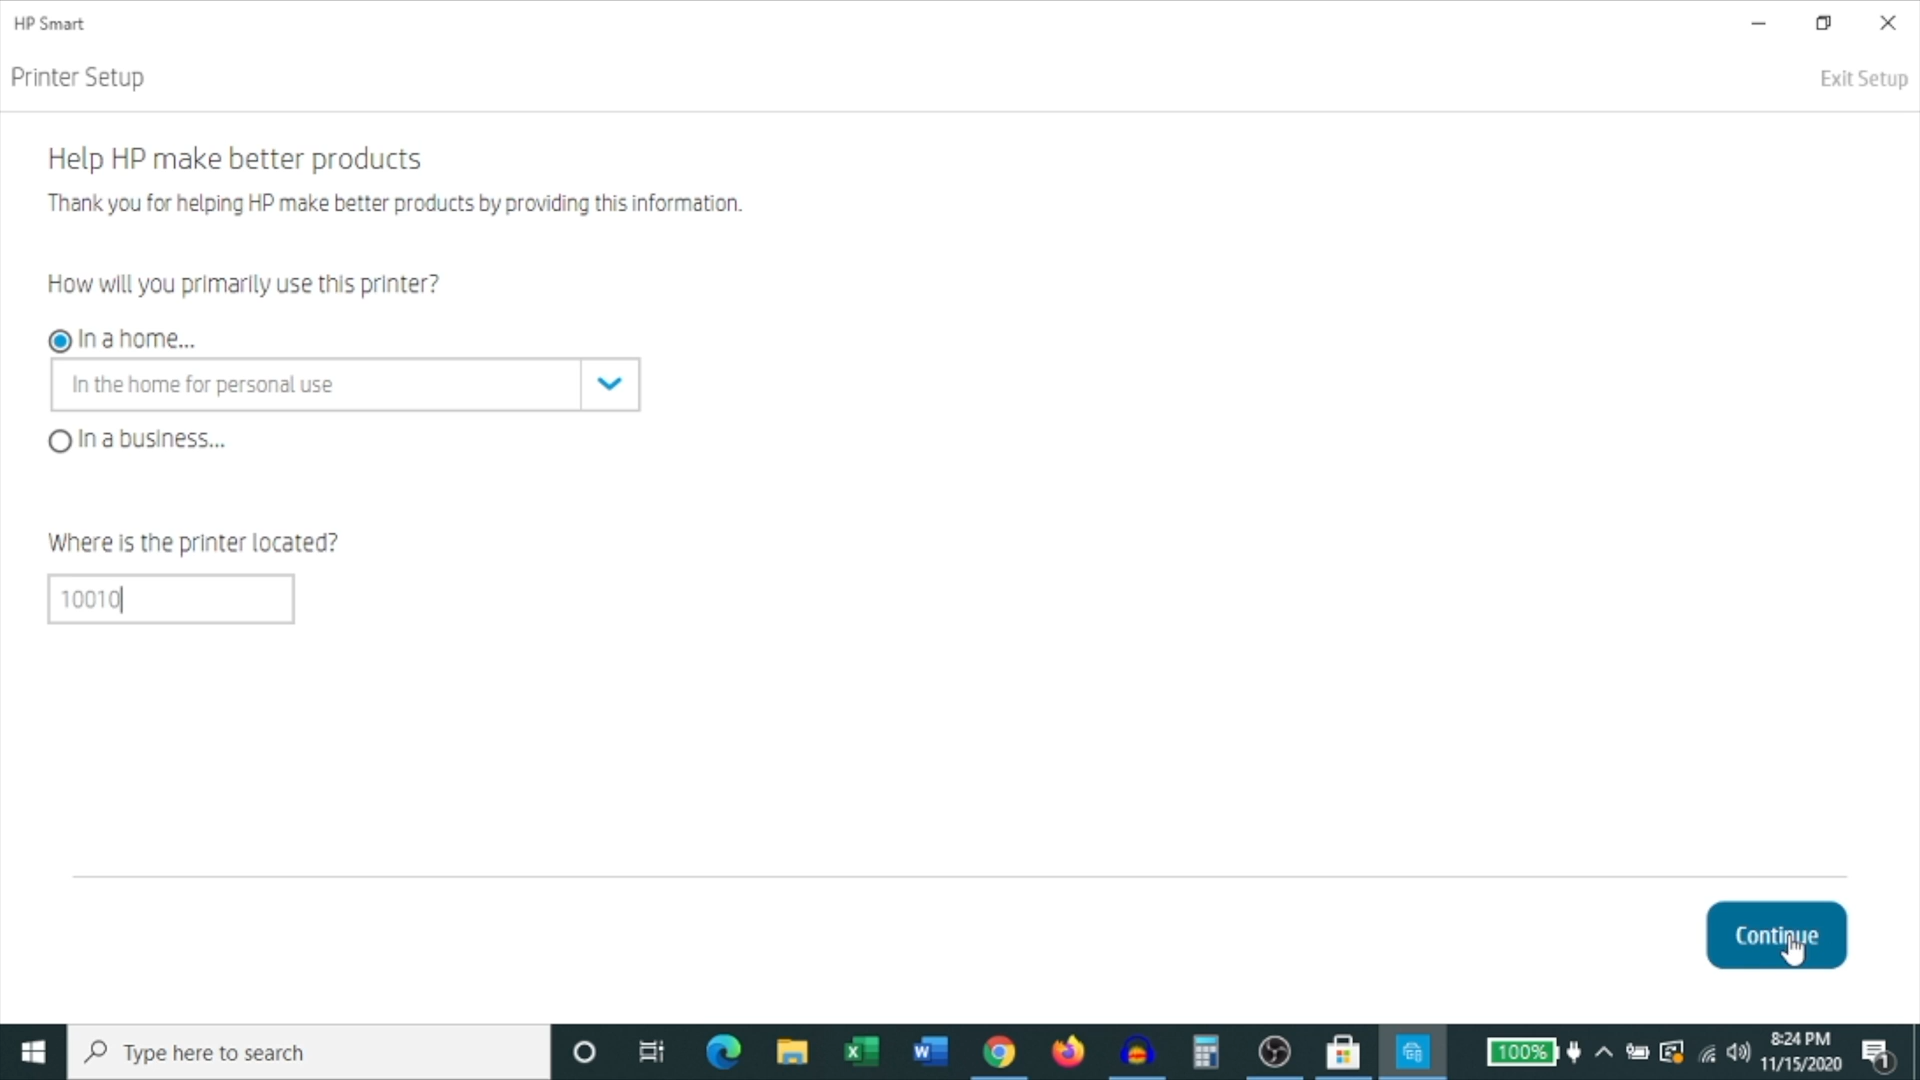 HP Smart
Printer Setup
Exit Setup
Help HP make better products
Thank you for helping HP make better products by providing this information.
How will you primarily use this printer?
In a home...
In the home for personal use
In a business...
Where is the printer located?
10010
Continue
Type here to search
100%
8:24 PM
11/15/2020
1